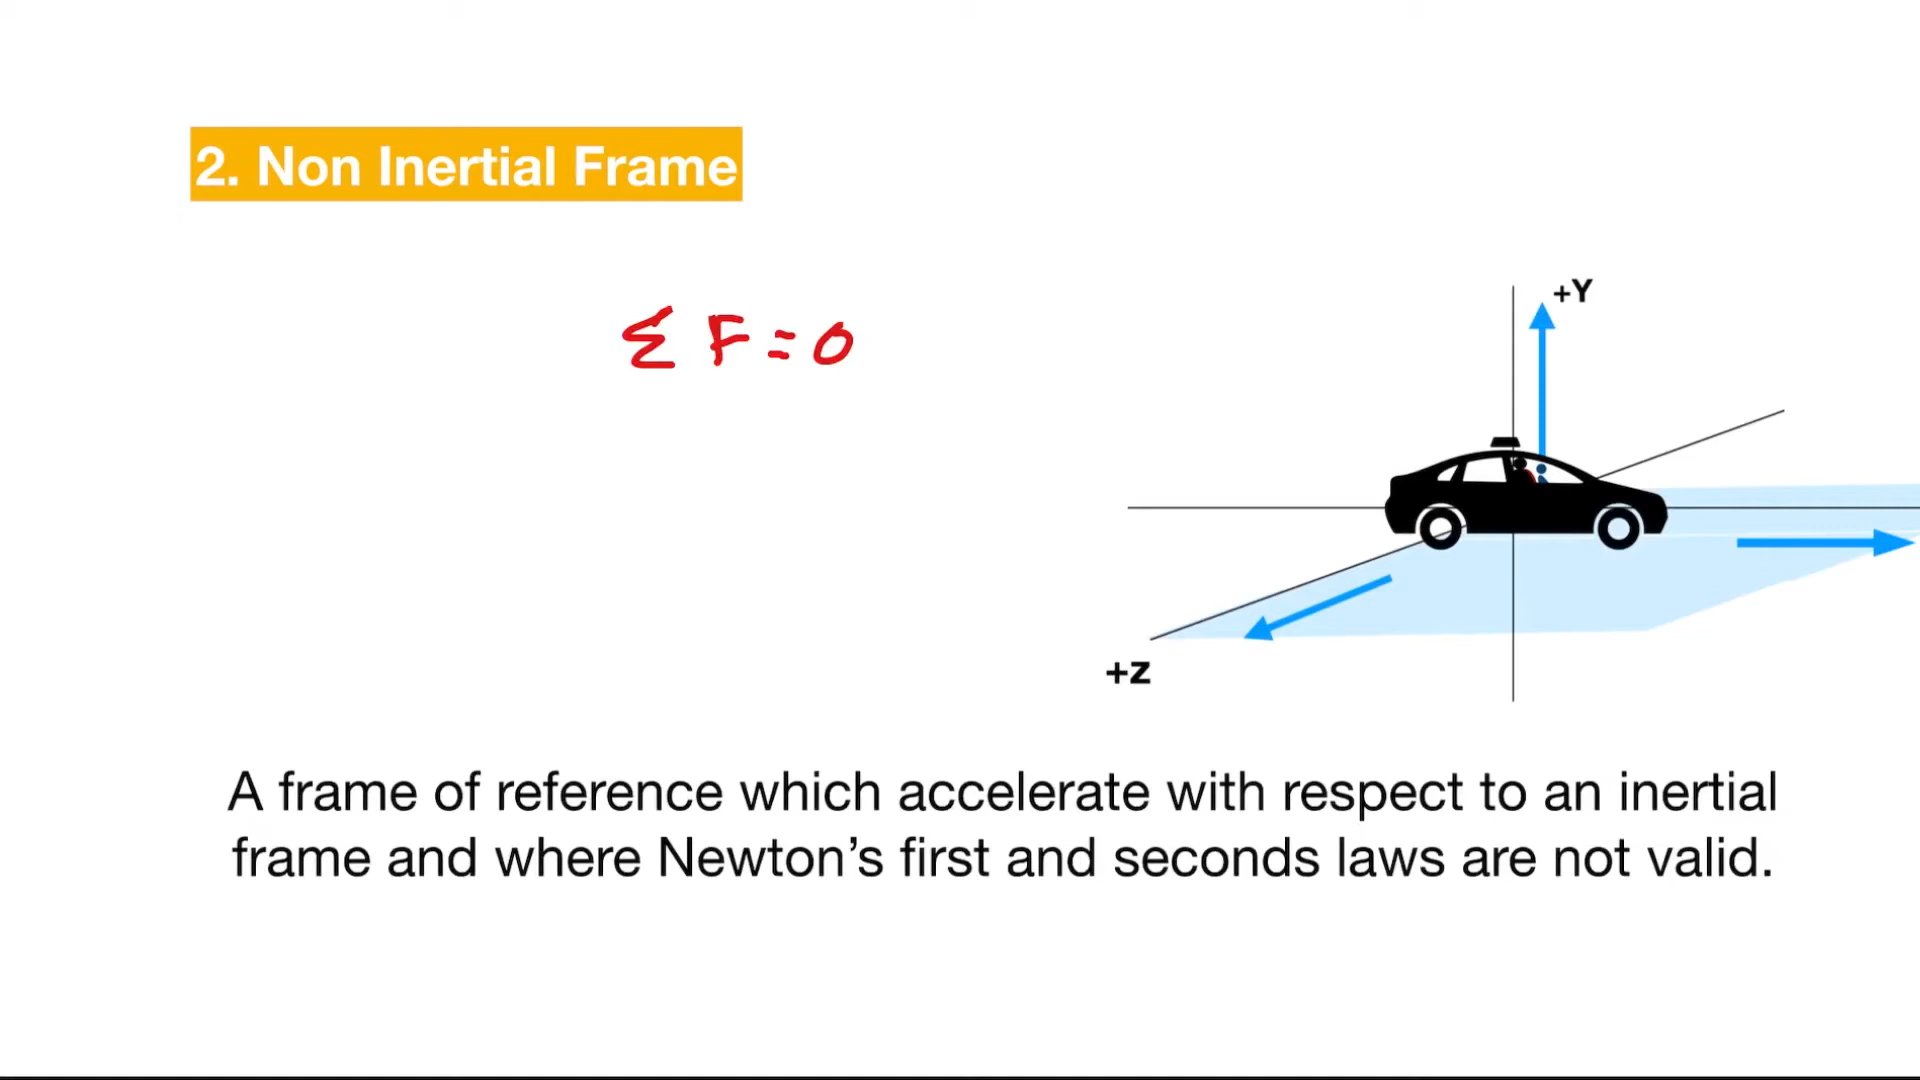 2. Non Inertial Frame
Σ F = 0
+Y
+Z
A frame of reference which accelerate with respect to an inertial
frame and where Newton’s first and seconds laws are not valid.